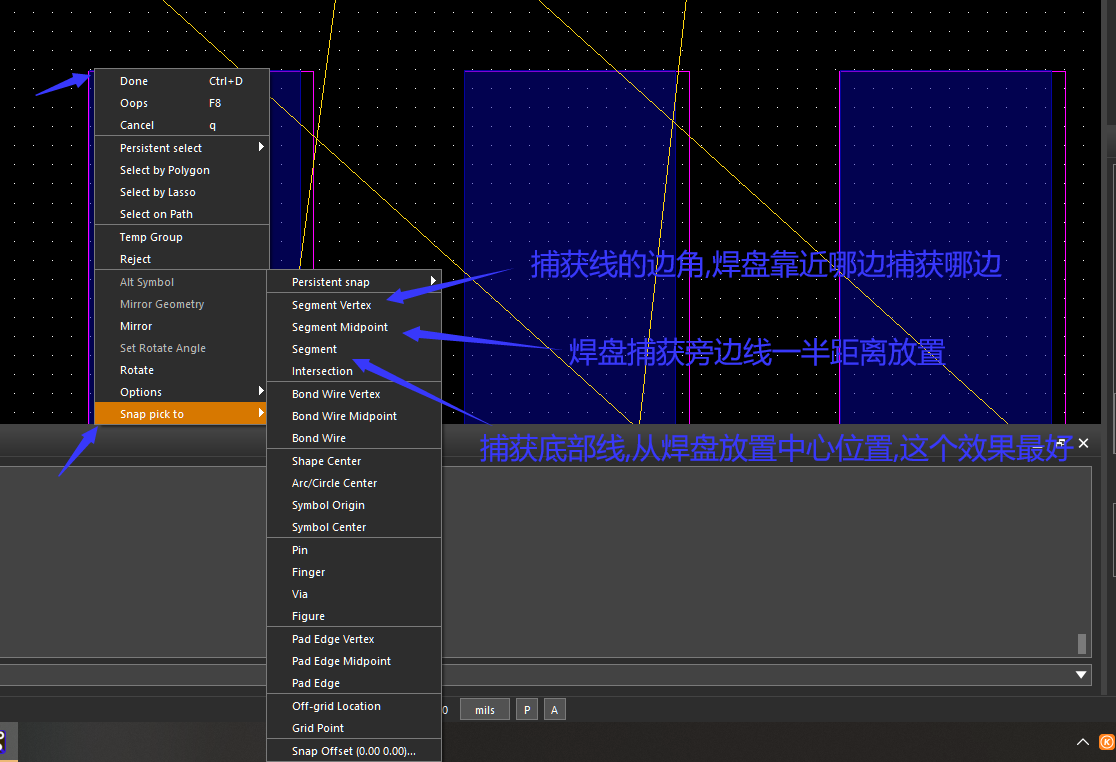 Done Ctrl+D
Oops F8
Cancel q
Persistent select
Select by Polygon
Select by Lasso
Select on Path
Temp Group
Reject
Alt Symbol
Mirror Geometry
Mirror
Set Rotate Angle
Rotate
Options
Snap pick to
Persistent snap
Segment Vertex
Segment Midpoint
Segment
Intersection
Bond Wire Vertex
Bond Wire Midpoint
Bond Wire
Shape Center
Arc/Circle Center
Symbol Origin
Symbol Center
Pin
Finger
Via
Figure
Pad Edge Vertex
Pad Edge Midpoint
Pad Edge
Off-grid Location
Grid Point
Snap Offset (0.00 0.00)...
捕获线的边角,焊盘靠近哪边捕获哪边
焊盘捕获旁边线一半距离放置
捕获底部线,从焊盘放置中心位置,这个效果最好
0 mils P A